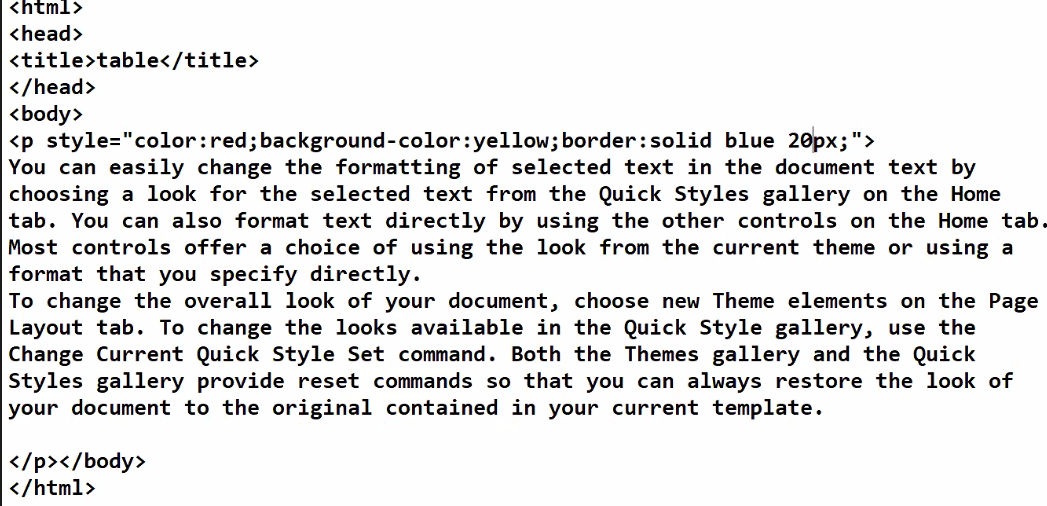 <html>
<head>
<title>table</title>
</head>
<body>
<p style="color:red;background-color:yellow;border:solid blue 20px;">
You can easily change the formatting of selected text in the document text by
choosing a look for the selected text from the Quick Styles gallery on the Home
tab. You can also format text directly by using the other controls on the Home tab.
Most controls offer a choice of using the look from the current theme or using a
format that you specify directly.
To change the overall look of your document, choose new Theme elements on the Page
Layout tab. To change the looks available in the Quick Style gallery, use the
Change Current Quick Style Set command. Both the Themes gallery and the Quick
Styles gallery provide reset commands so that you can always restore the look of
your document to the original contained in your current template.
</p></body>
</html>